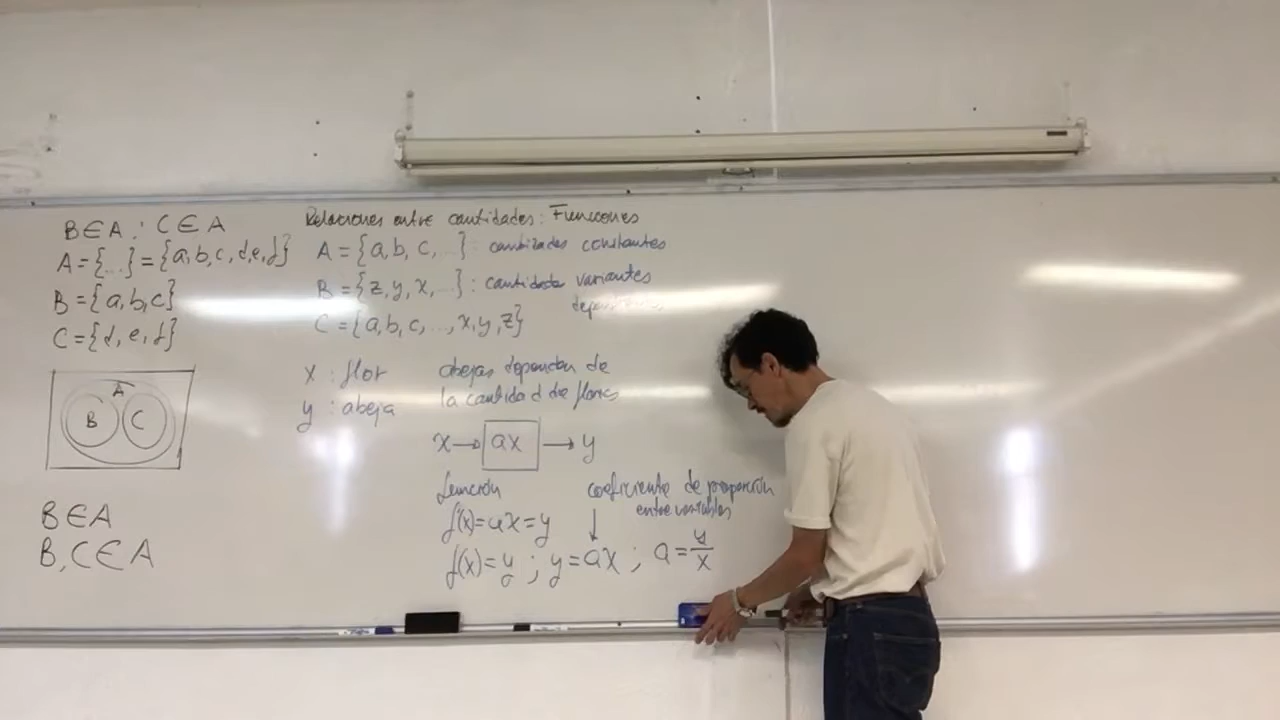 B∈A ; C∈A
A={...}={a,b,c,d,e,f}
B={a,b,c}
C={d,e,f}
A
B C
B∈A
B,C∈A
Relaciones entre cantidades: Funciones
A={a,b,c,...}: cantidades constantes
B={z,y,x,...}: cantidades variantes
C={a,b,c,...,x,y,z}
x : flor
y : abeja
abejas dependen de
la cantidad de flores
x→ ax → y
función
f(x)=ax=y
coeficiente de proporción
entre variables
f(x)=y ; y=ax ; a=y/x